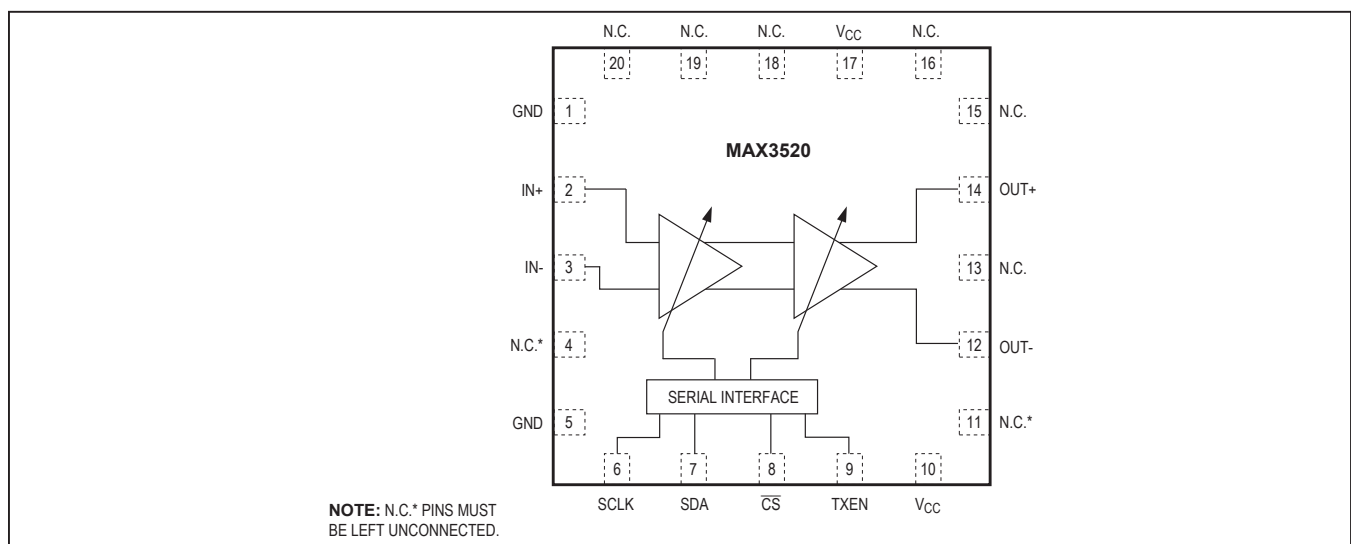 N.C. N.C. N.C. VCC N.C.
20 19 18 17 16
GND 1 15 N.C.
MAX3520
IN+ 2 14 OUT+
IN- 3 13 N.C.
N.C.* 4 12 OUT-
SERIAL INTERFACE
GND 5 11 N.C.*
6 7 8 9 10
SCLK SDA C̅S̅ TXEN VCC
NOTE: N.C.* PINS MUST
BE LEFT UNCONNECTED.